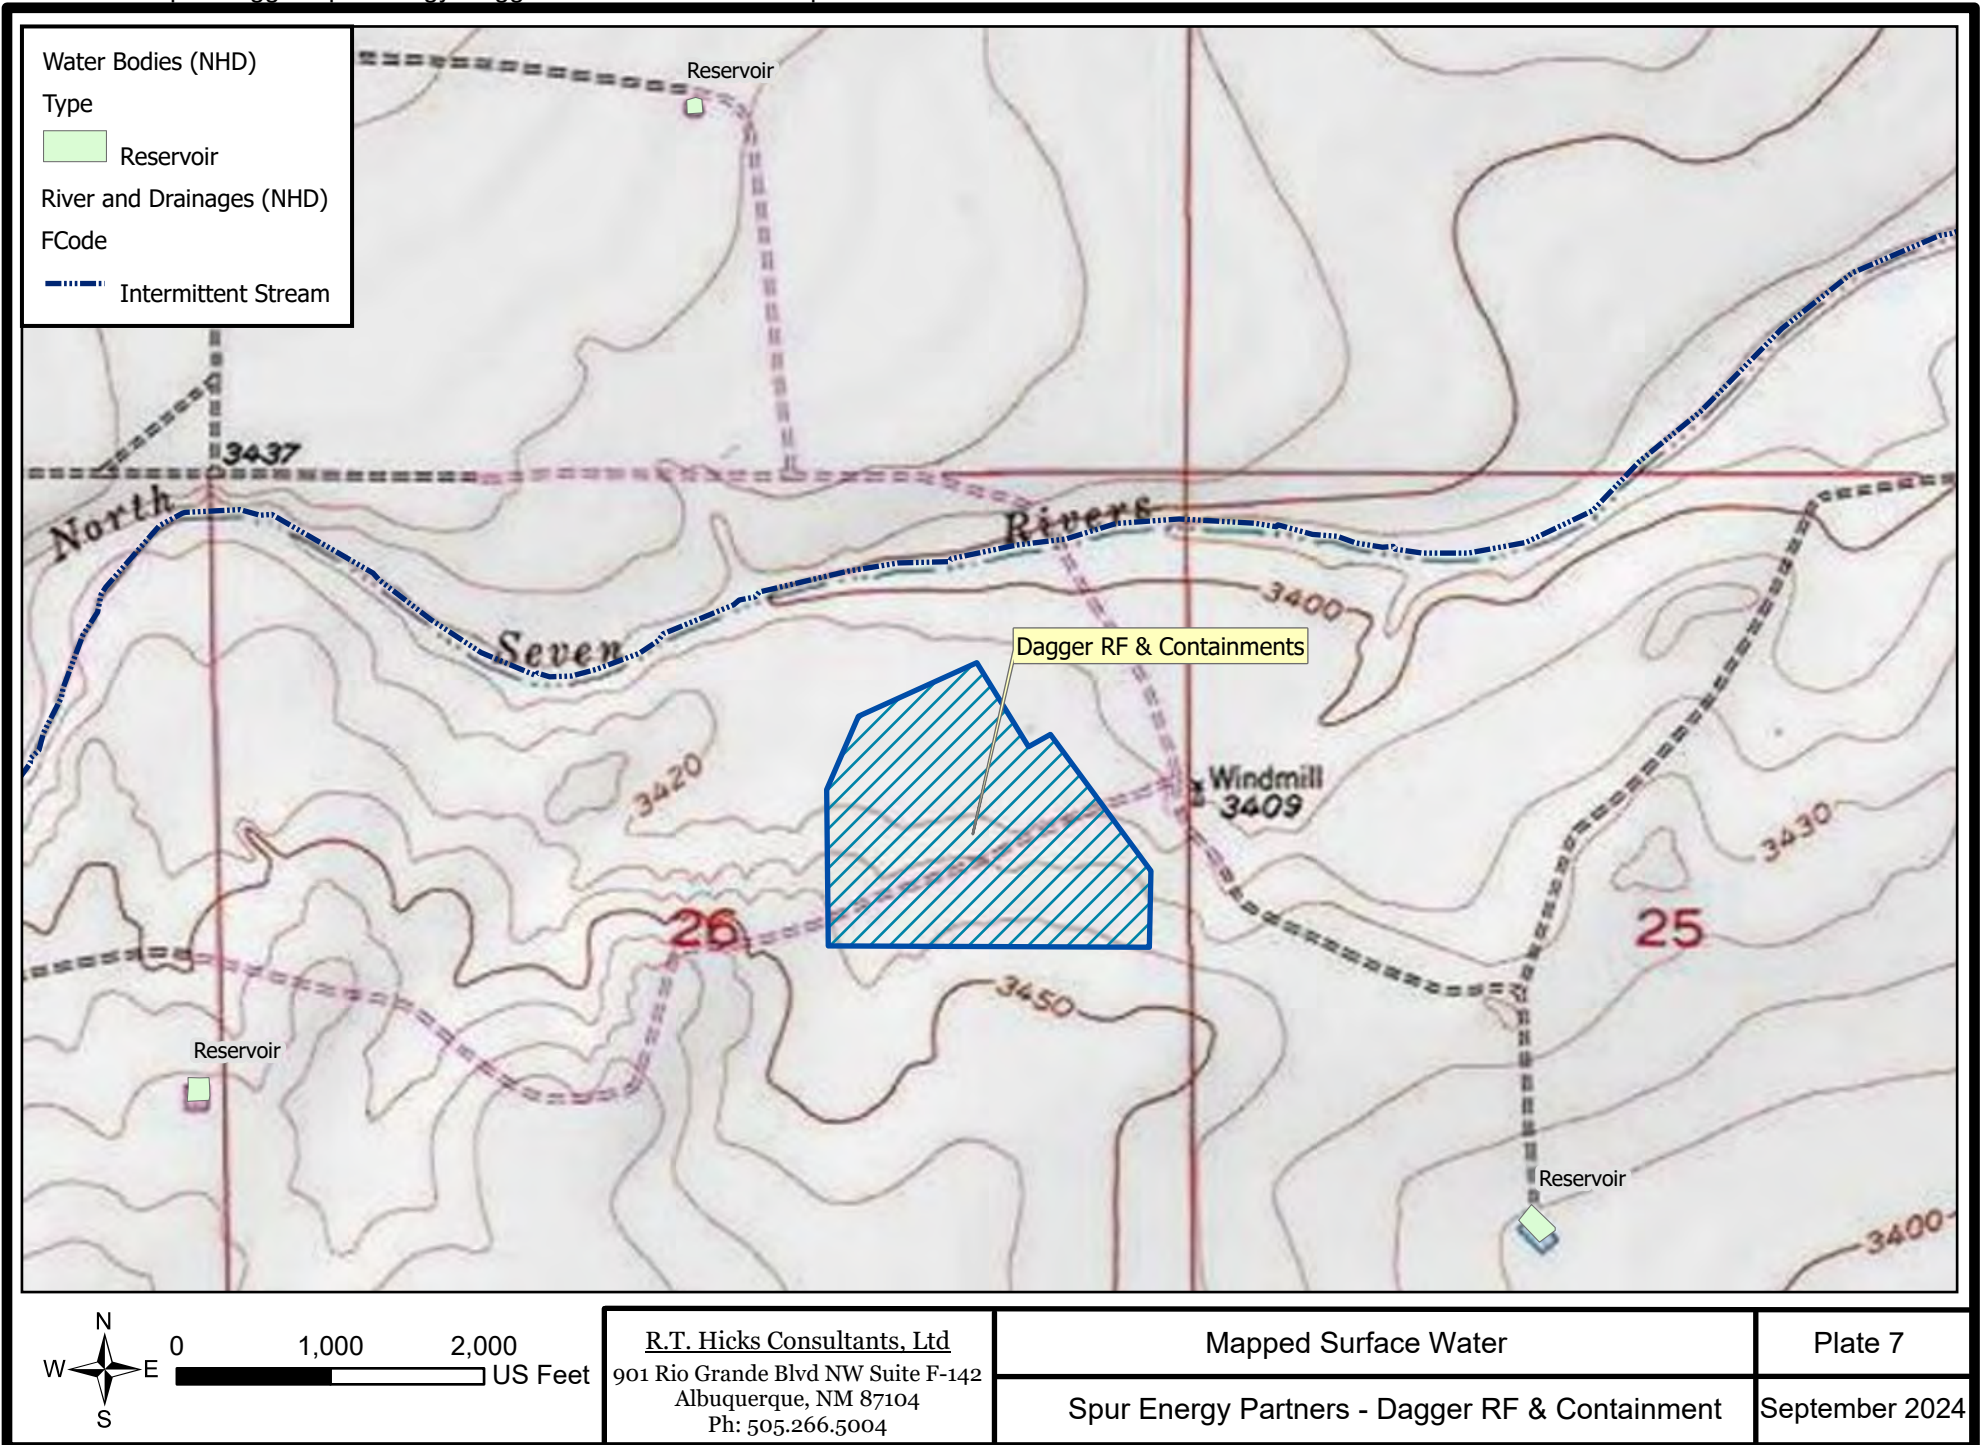 Water Bodies (NHD)
Type
Reservoir
River and Drainages (NHD)
FCode
Intermittent Stream
Reservoir
3437
North
Rivers
Seven
3400
Dagger RF & Containments
3420
Windmill
3409
3430
26
25
3450
Reservoir
Reservoir
3400
N
W E
S
0 1,000 2,000
US Feet
R.T. Hicks Consultants, Ltd
901 Rio Grande Blvd NW Suite F-142
Albuquerque, NM 87104
Ph: 505.266.5004
Mapped Surface Water
Spur Energy Partners - Dagger RF & Containment
Plate 7
September 2024